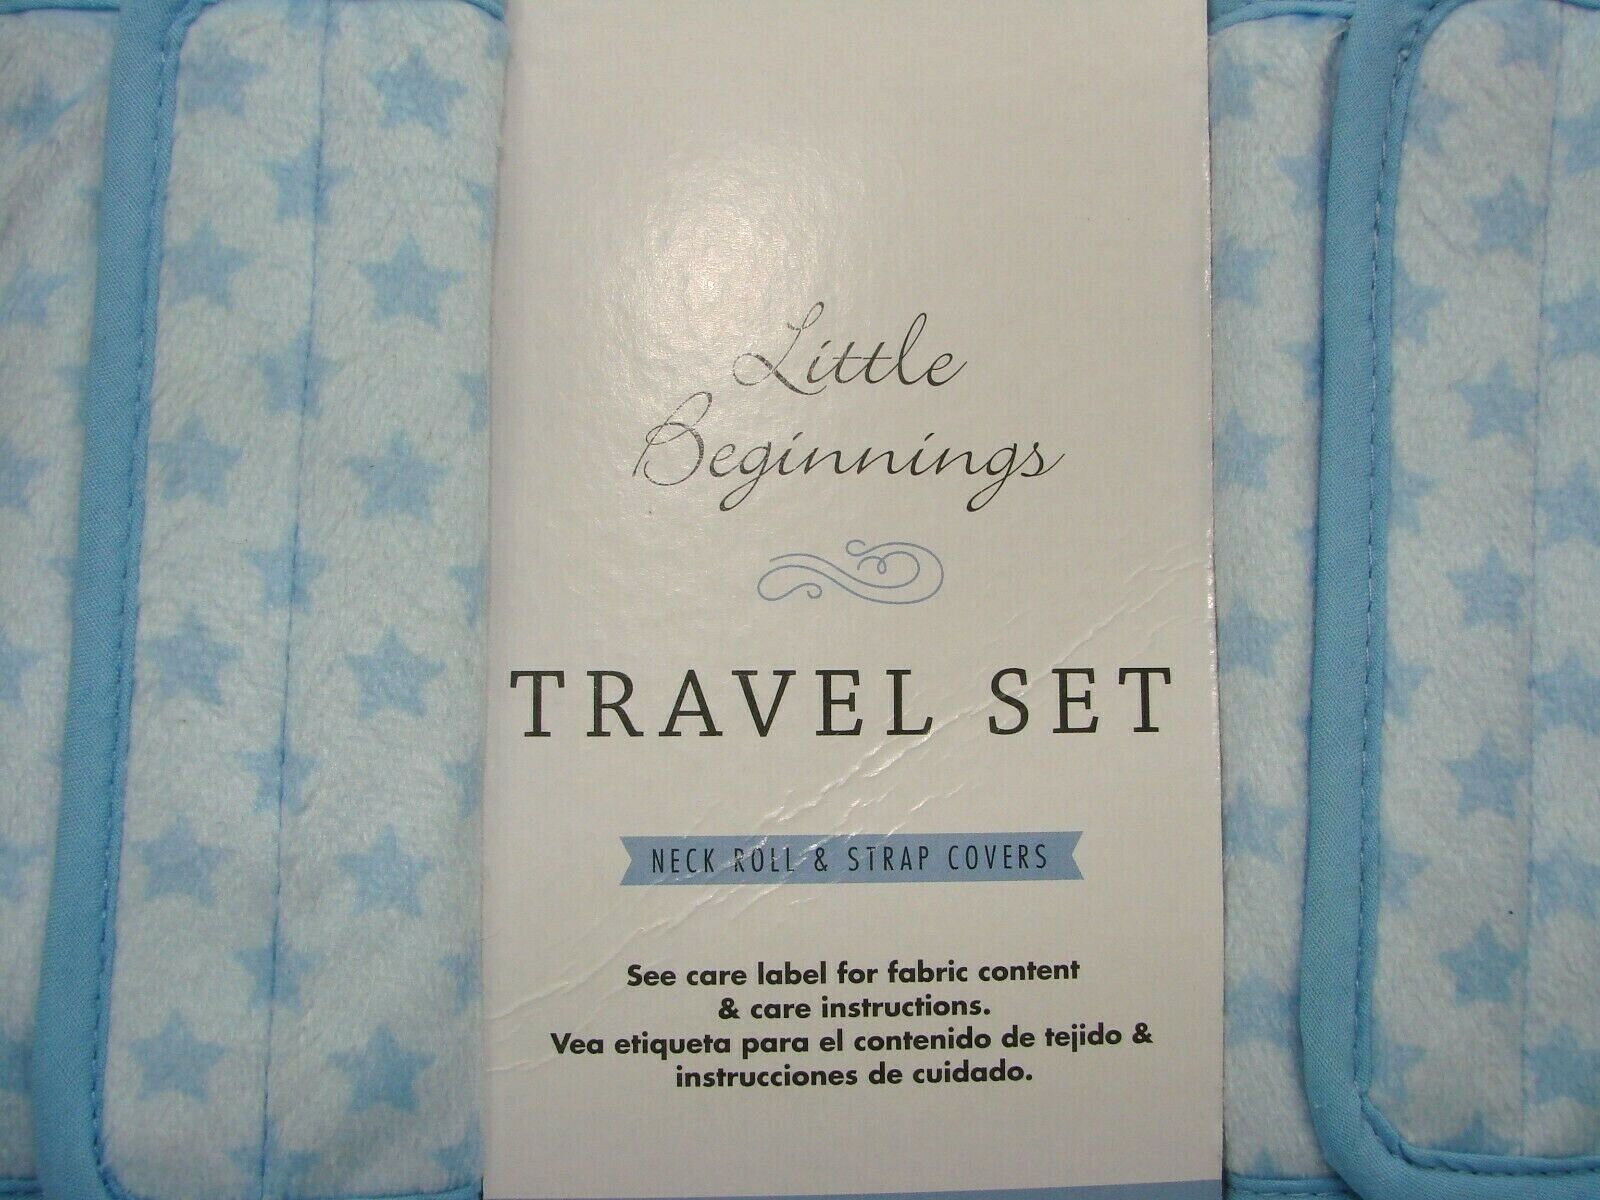 Little
Beginnings
TRAVEL SET
NECK ROLL & STRAP COVERS
See care label for fabric content
& care instructions.
Vea etiqueta para el contenido de tejido &
instrucciones de cuidado.